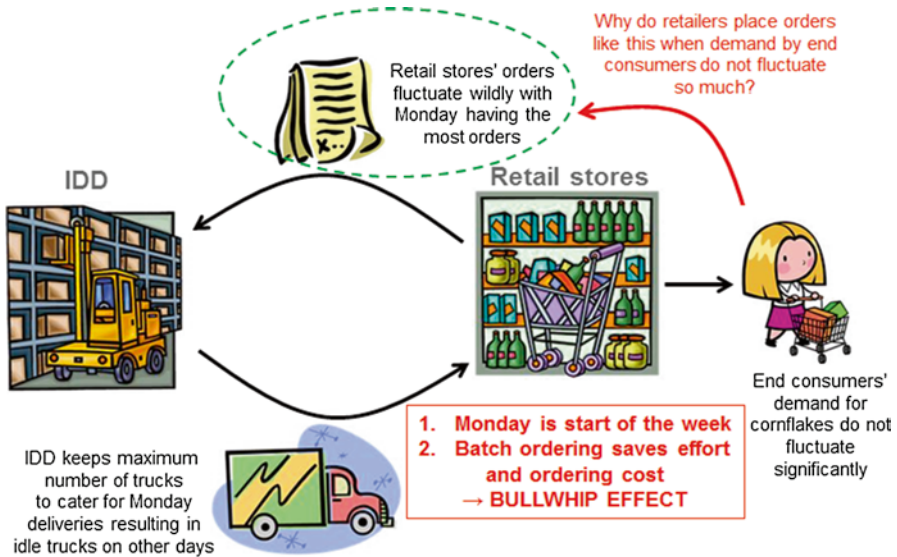 Why do retailers place orders
like this when demand by end
consumers do not fluctuate
so much?
Retail stores' orders
fluctuate wildly with
Monday having the
most orders
IDD
Retail stores
End consumers'
demand for
cornflakes do not
fluctuate
significantly
1. Monday is start of the week
2. Batch ordering saves effort
and ordering cost
→ BULLWHIP EFFECT
IDD keeps maximum
number of trucks
to cater for Monday
deliveries resulting in
idle trucks on other days